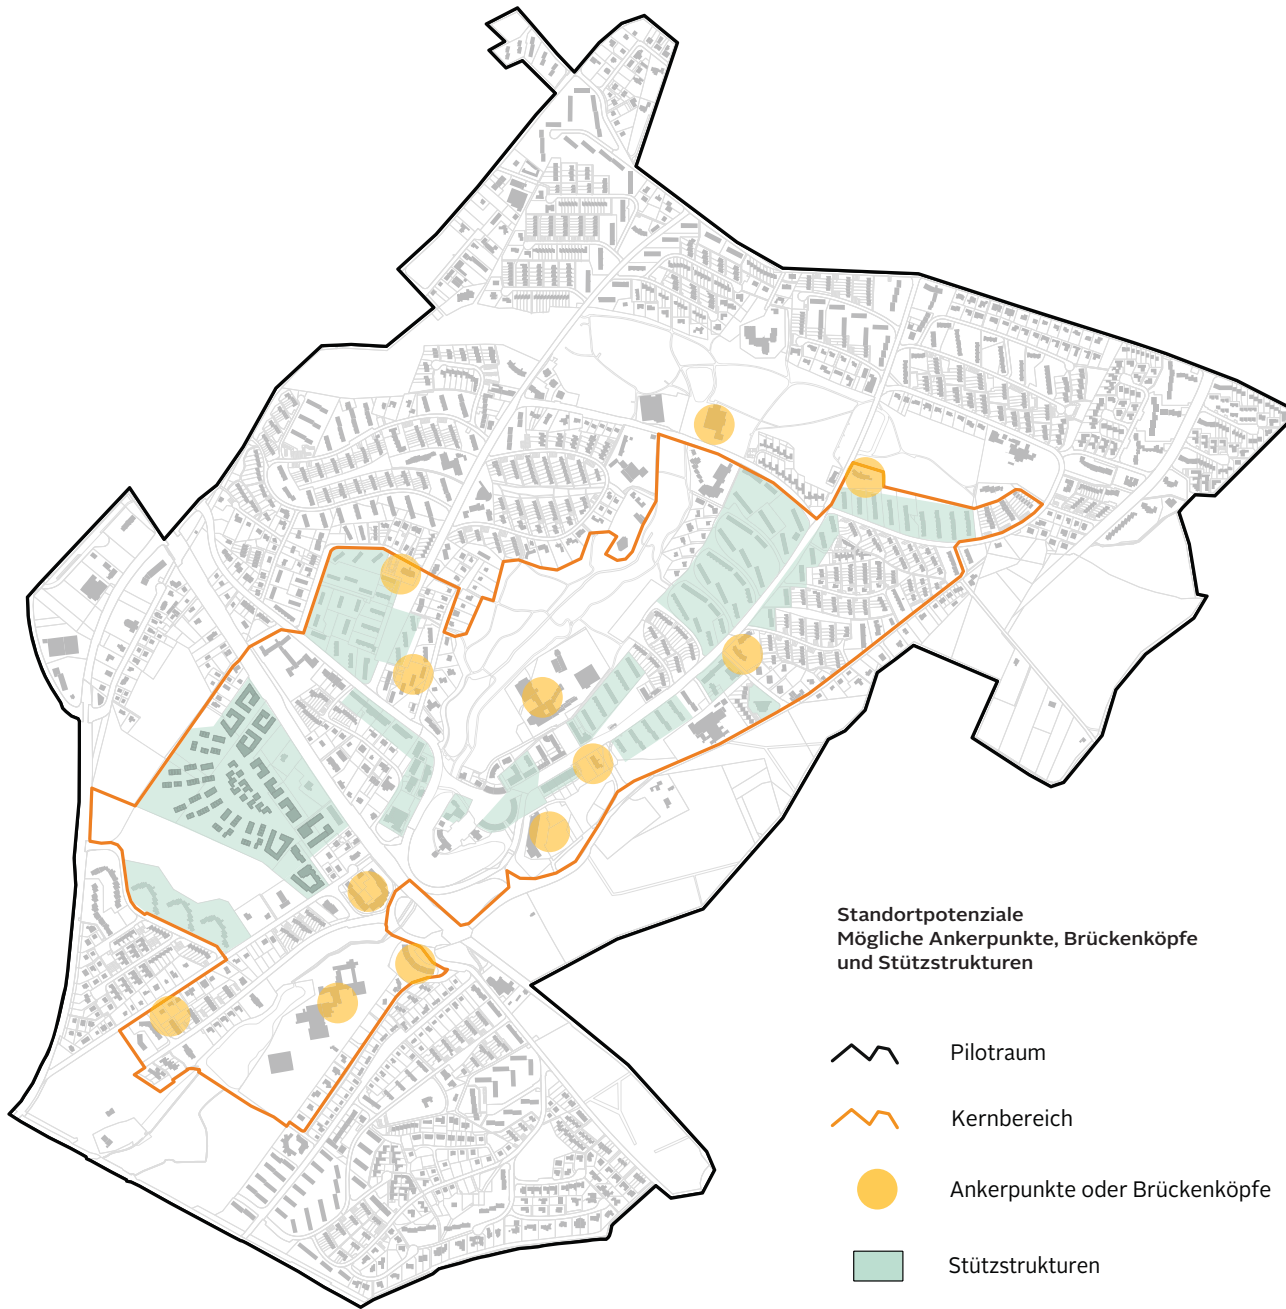 Standortpotenziale
Mögliche Ankerpunkte, Brückenköpfe
und Stützstrukturen
Pilotraum
Kernbereich
Ankerpunkte oder Brückenköpfe
Stützstrukturen